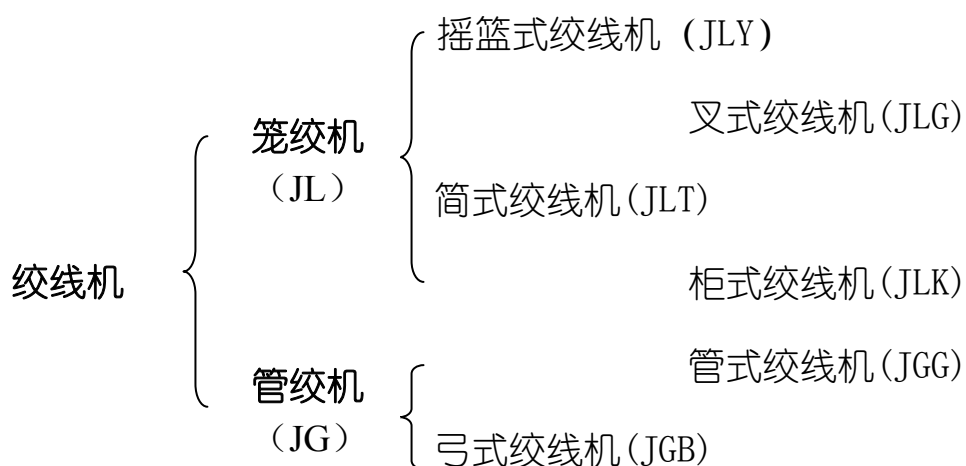 摇篮式绞线机 (JLY)
叉式绞线机(JLG)
笼绞机
（JL）
简式绞线机(JLT)
绞线机
柜式绞线机(JLK)
管式绞线机(JGG)
管绞机
（JG）
弓式绞线机(JGB)